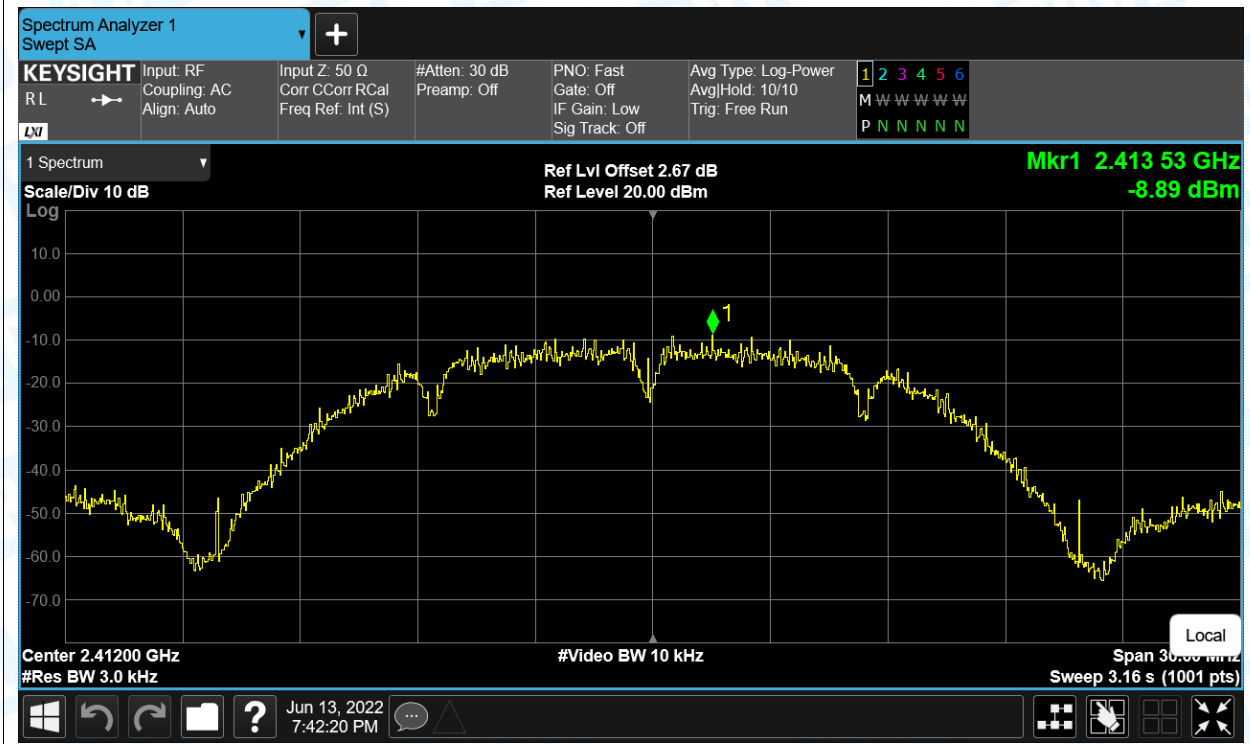 Spectrum Analyzer 1
Swept SA
KEYSIGHT
R L
LXI
Input: RF
Coupling: AC
Align: Auto
Input Z: 50 Ω
Corr CCorr RCal
Freq Ref: Int (S)
#Atten: 30 dB
Preamp: Off
PNO: Fast
Gate: Off
IF Gain: Low
Sig Track: Off
Avg Type: Log-Power
Avg|Hold: 10/10
Trig: Free Run
1 2 3 4 5 6
M W W W W W
P N N N N N
1 Spectrum
Scale/Div 10 dB
Log
Ref Lvl Offset 2.67 dB
Ref Level 20.00 dBm
Mkr1 2.413 53 GHz
-8.89 dBm
10.0
0.00
-10.0
-20.0
-30.0
-40.0
-50.0
-60.0
-70.0
1
Local
Center 2.41200 GHz
#Res BW 3.0 kHz
#Video BW 10 kHz
Span 30.00 MHz
Sweep 3.16 s (1001 pts)
?
Jun 13, 2022
7:42:20 PM